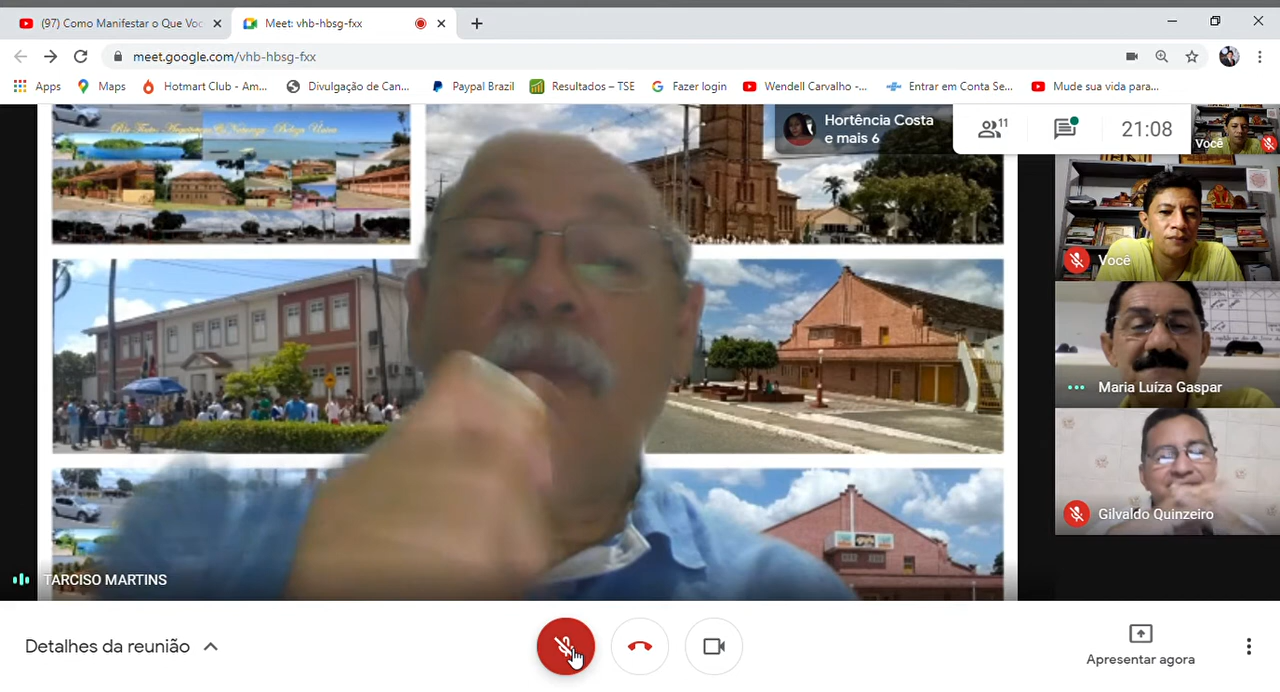 (97) Como Manifestar o Que Voc
Meet: vhb-hbsg-fxx
meet.google.com/vhb-hbsg-fxx
Apps
Maps
Hotmart Club - Am...
Divulgação de Can...
Paypal Brazil
Resultados – TSE
Fazer login
Wendell Carvalho -...
Entrar em Conta Se...
Mude sua vida para...
Hortência Costa
e mais 6
11
21:08
Você
Você
Maria Luíza Gaspar
Gilvaldo Quinzeiro
TARCISO MARTINS
Detalhes da reunião
Apresentar agora